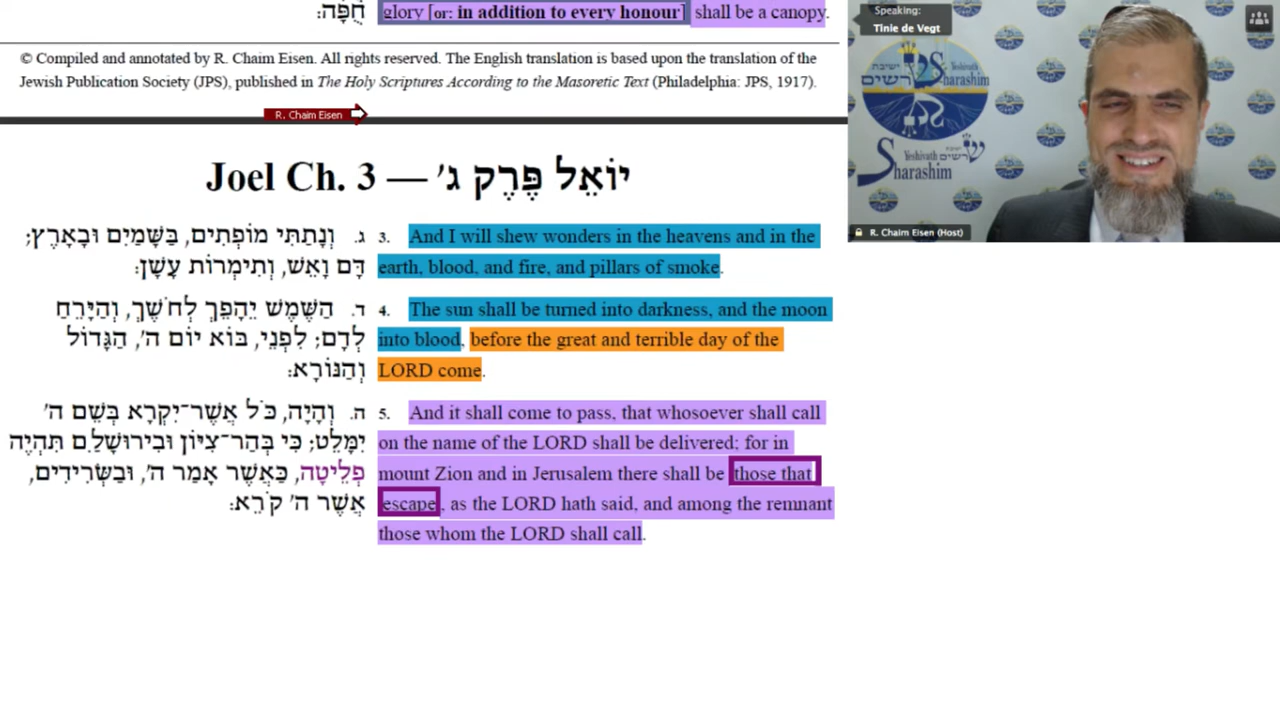 חֻפָּה:
glory [or: in addition to every honour] shall be a canopy.
© Compiled and annotated by R. Chaim Eisen. All rights reserved. The English translation is based upon the translation of the
Jewish Publication Society (JPS), published in The Holy Scriptures According to the Masoretic Text (Philadelphia: JPS, 1917).
R. Chaim Eisen
Joel Ch. 3 — יוֹאֵל פֶּרֶק ג'
ג. וְנָתַתִּי מוֹפְתִים, בַּשָּׁמַיִם וּבָאָרֶץ;
דָּם וָאֵשׁ, וְתִימְרוֹת עָשָׁן:
3. And I will shew wonders in the heavens and in the
earth, blood, and fire, and pillars of smoke.
ד. הַשֶּׁמֶשׁ יֵהָפֵךְ לְחֹשֶׁךְ, וְהַיָּרֵחַ
לְדָם; לִפְנֵי, בּוֹא יוֹם ה', הַגָּדוֹל
וְהַנּוֹרָא:
4. The sun shall be turned into darkness, and the moon
into blood, before the great and terrible day of the
LORD come.
ה. וְהָיָה, כֹּל אֲשֶׁר־יִקְרָא בְּשֵׁם ה'
יִמָּלֵט; כִּי בְּהַר־צִיּוֹן וּבִירוּשָׁלִַם תִּהְיֶה
פְלֵיטָה, כַּאֲשֶׁר אָמַר ה', וּבַשְּׂרִידִים,
אֲשֶׁר ה' קֹרֵא:
5. And it shall come to pass, that whosoever shall call
on the name of the LORD shall be delivered; for in
mount Zion and in Jerusalem there shall be those that
escape, as the LORD hath said, and among the remnant
those whom the LORD shall call.
Speaking:
Tinie de Vegt
ישיבת
שרשים
Yeshivath
Sharashim
Yeshivath שרשים
Sharashim
R. Chaim Eisen (Host)